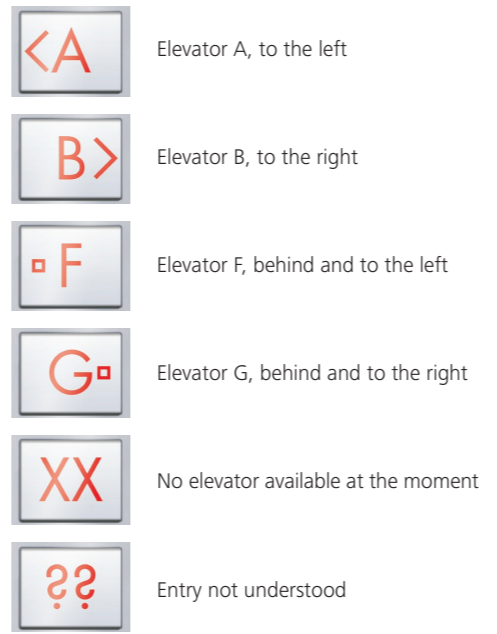 <A Elevator A, to the left
B> Elevator B, to the right
▫F Elevator F, behind and to the left
G▫ Elevator G, behind and to the right
XX No elevator available at the moment
?? Entry not understood